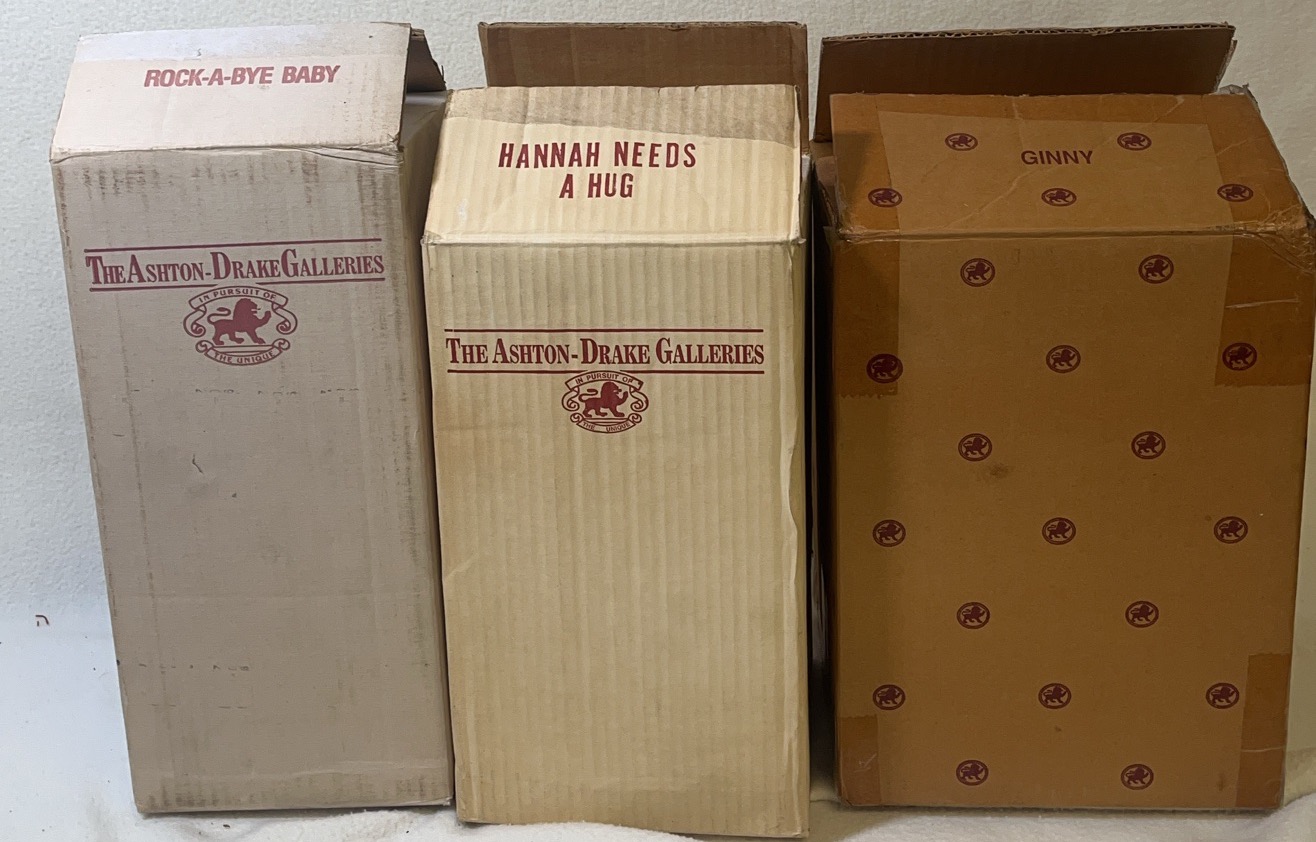 ROCK-A-BYE BABY
THE ASHTON-DRAKE GALLERIES
IN PURSUIT OF
THE UNIQUE
HANNAH NEEDS
A HUG
THE ASHTON-DRAKE GALLERIES
IN PURSUIT OF
THE UNIQUE
GINNY